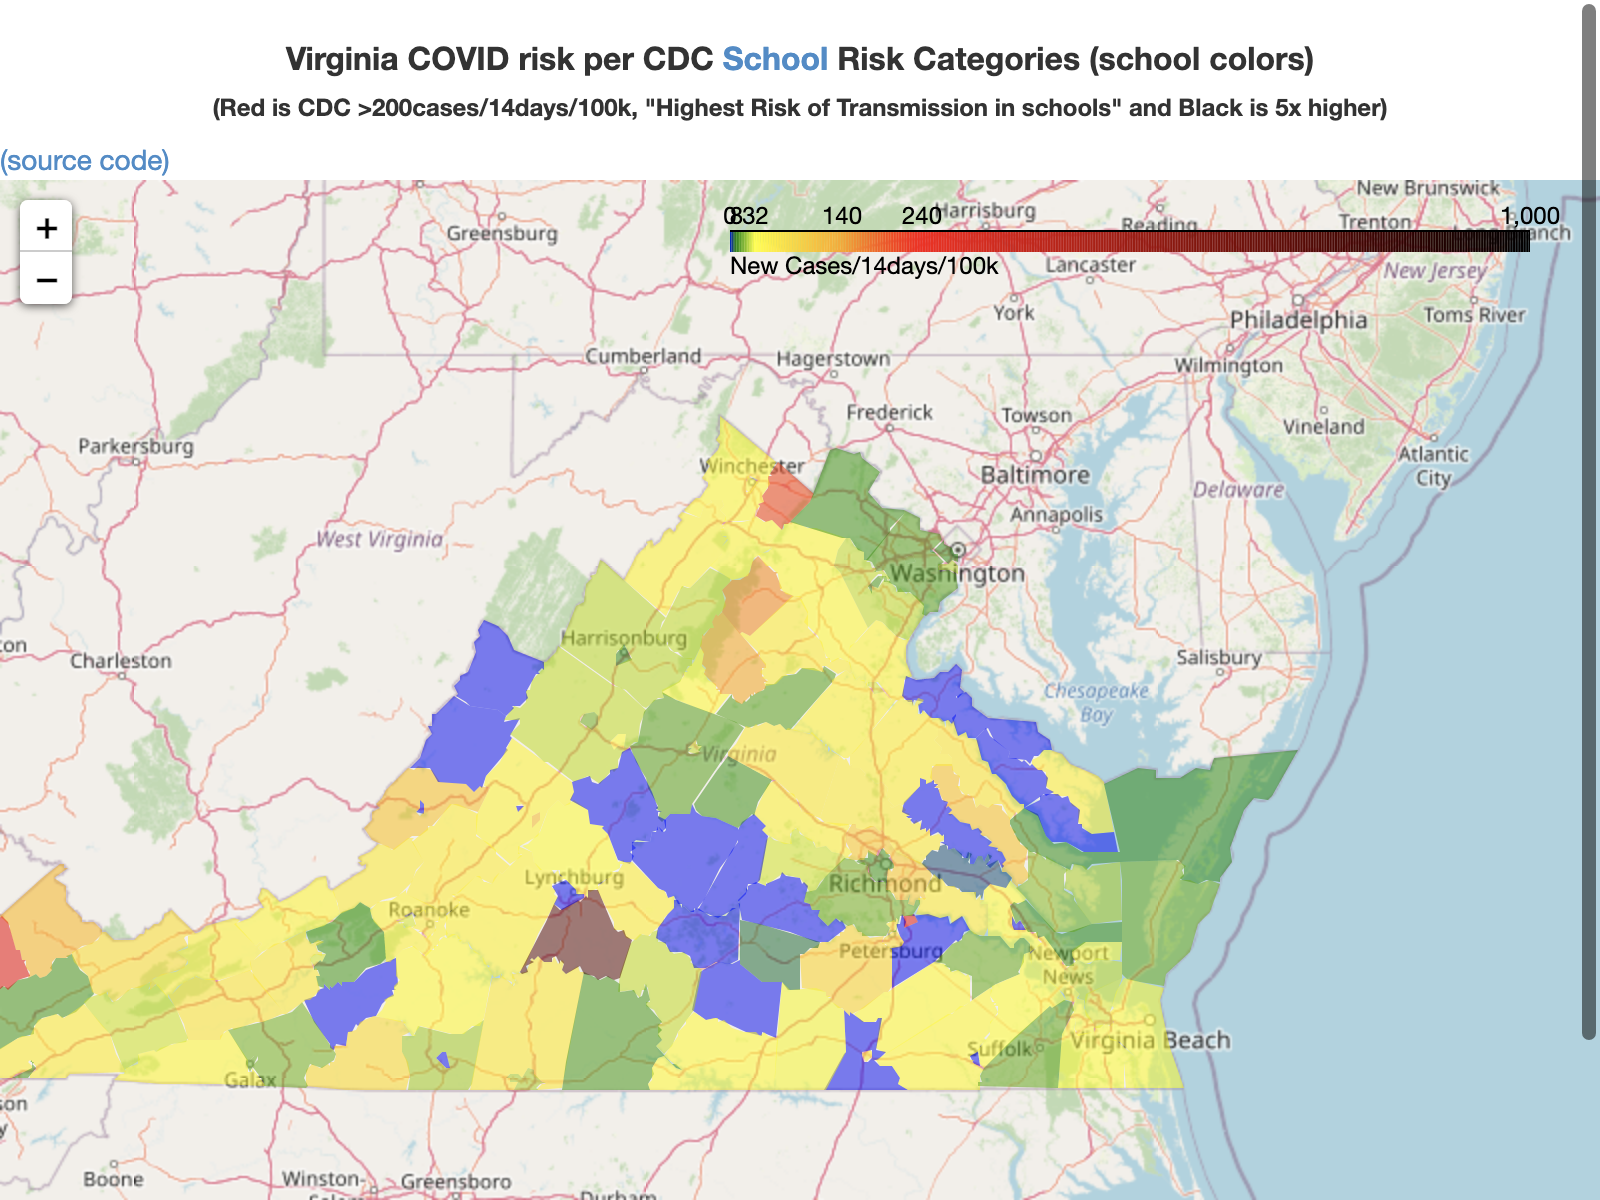 Virginia COVID risk per CDC School Risk Categories (school colors)
(Red is CDC >200cases/14days/100k, "Highest Risk of Transmission in schools" and Black is 5x higher)
(source code)
+
−
New Brunswick
0 8 32 140 240 1,000
Harrisburg
Reading
Trenton
Greensburg
New Cases/14days/100k
Lancaster
New Jersey
York
Philadelphia
Toms River
Cumberland
Hagerstown
Wilmington
Frederick
Towson
Vineland
Parkersburg
Winchester
Baltimore
Atlantic
City
Delaware
Annapolis
West Virginia
Washington
Harrisonburg
Charleston
Salisbury
Chesapeake
Bay
Virginia
Lynchburg
Richmond
Roanoke
Petersburg
Newport
News
Suffolk
Virginia Beach
Galax
Boone
Winston-
Greensboro
Durham